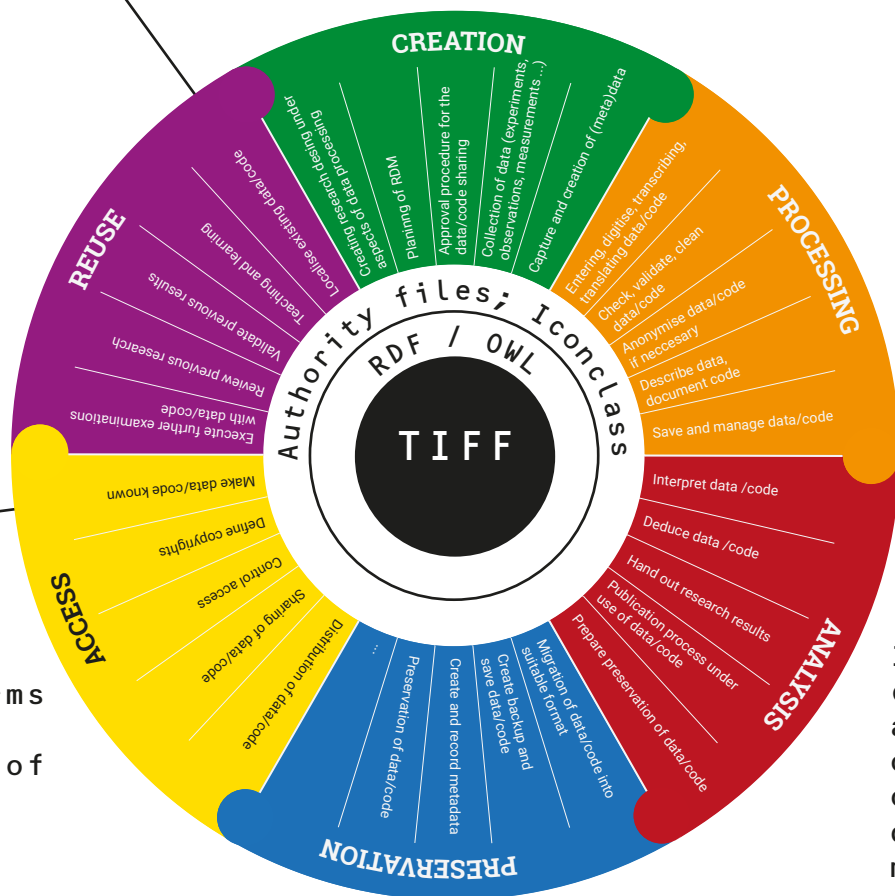 CREATION
Creating research desing under
aspects of data processing
Planning of RDM
Approval procedure for the
data/code sharing
Collection of data (experiments,
observations, measurements ...)
Capture and creation of (meta)data
PROCESSING
Entering, digitise, transcribing,
translating data/code
Check, validate, clean
data/code
Anonymise data/code
if neccesary
Describe data,
document code
Save and manage data/code
ANALYSIS
Interpret data /code
Deduce data /code
Hand out research results
Publication process under
use of data/code
Prepare preservation of data/code
PRESERVATION
Migration of data/code into
suitable format
Create backup and
save data/code
Create and record metadata
Preservation of data/code
...
ACCESS
Distribution of data/code
Sharing of data/code
Control access
Define copyrights
Make data/code known
REUSE
Execute further examinations
with data/code
Review previous research
Validate previous results
Teaching and learning
Localise existing data/code
Authority files; Iconclass
RDF / OWL
TIFF
ms
of